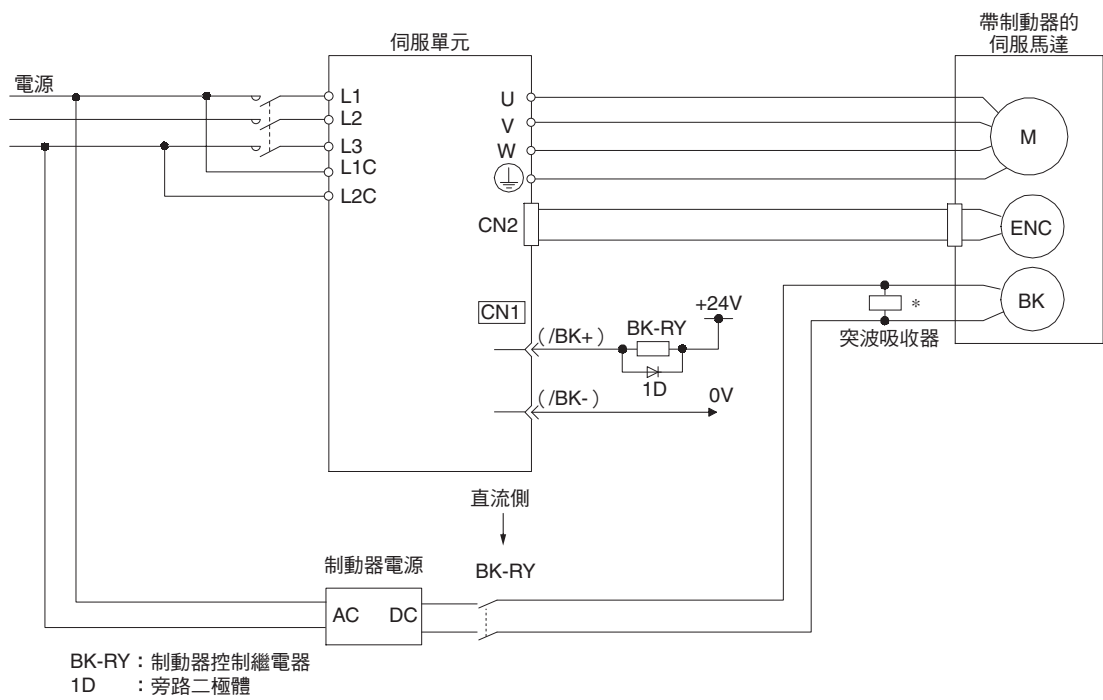 帶制動器的
伺服馬達
伺服單元
電源
L1
L2
L3
L1C
L2C
U
V
W
CN2
M
ENC
BK
CN1
+24V
(/BK+)
BK-RY
1D
(/BK-)
0V
*
突波吸收器
直流側
制動器電源
BK-RY
AC DC
BK-RY：制動器控制繼電器
1D ：旁路二極體